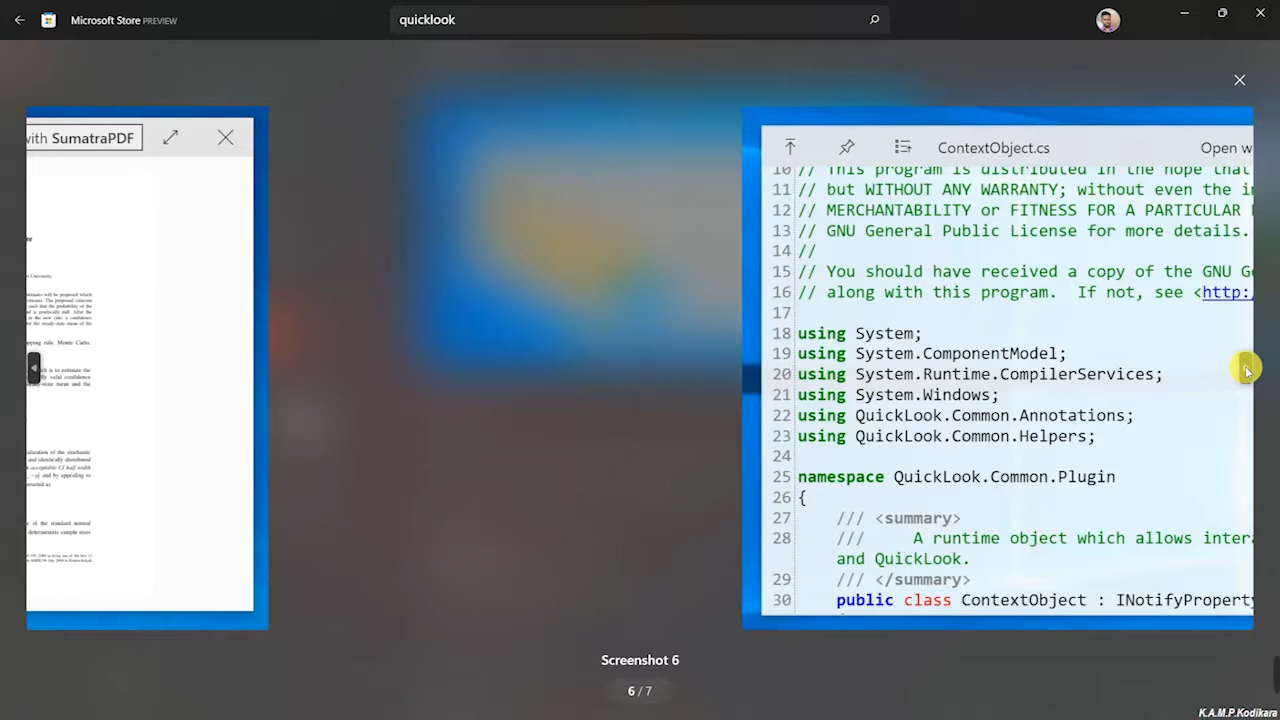 Microsoft Store PREVIEW
quicklook
with SumatraPDF
University,
ContextObject.cs
Open w
10 // This program is distributed in the hope that
11 // but WITHOUT ANY WARRANTY; without even the im
12 // MERCHANTABILITY or FITNESS FOR A PARTICULAR
13 // GNU General Public License for more details.
14 //
15 // You should have received a copy of the GNU G
16 // along with this program. If not, see <http:/
17
18 using System;
19 using System.ComponentModel;
20 using System.Runtime.CompilerServices;
21 using System.Windows;
22 using QuickLook.Common.Annotations;
23 using QuickLook.Common.Helpers;
24
25 namespace QuickLook.Common.Plugin
26 {
27 /// <summary>
28 /// A runtime object which allows intera
and QuickLook.
29 /// </summary>
30 public class ContextObject : INotifyProperty
Screenshot 6
6 / 7
K.A.M.P.Kodikara